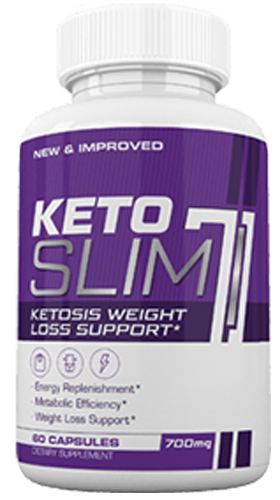 NEW & IMPROVED
KETO
SLIM 7
KETOSIS WEIGHT
LOSS SUPPORT*
· Energy Replenishment.*
· Metabolic Efficiency.*
· Weight Loss Support.*
60 CAPSULES 700mg
DIETARY SUPPLEMENT